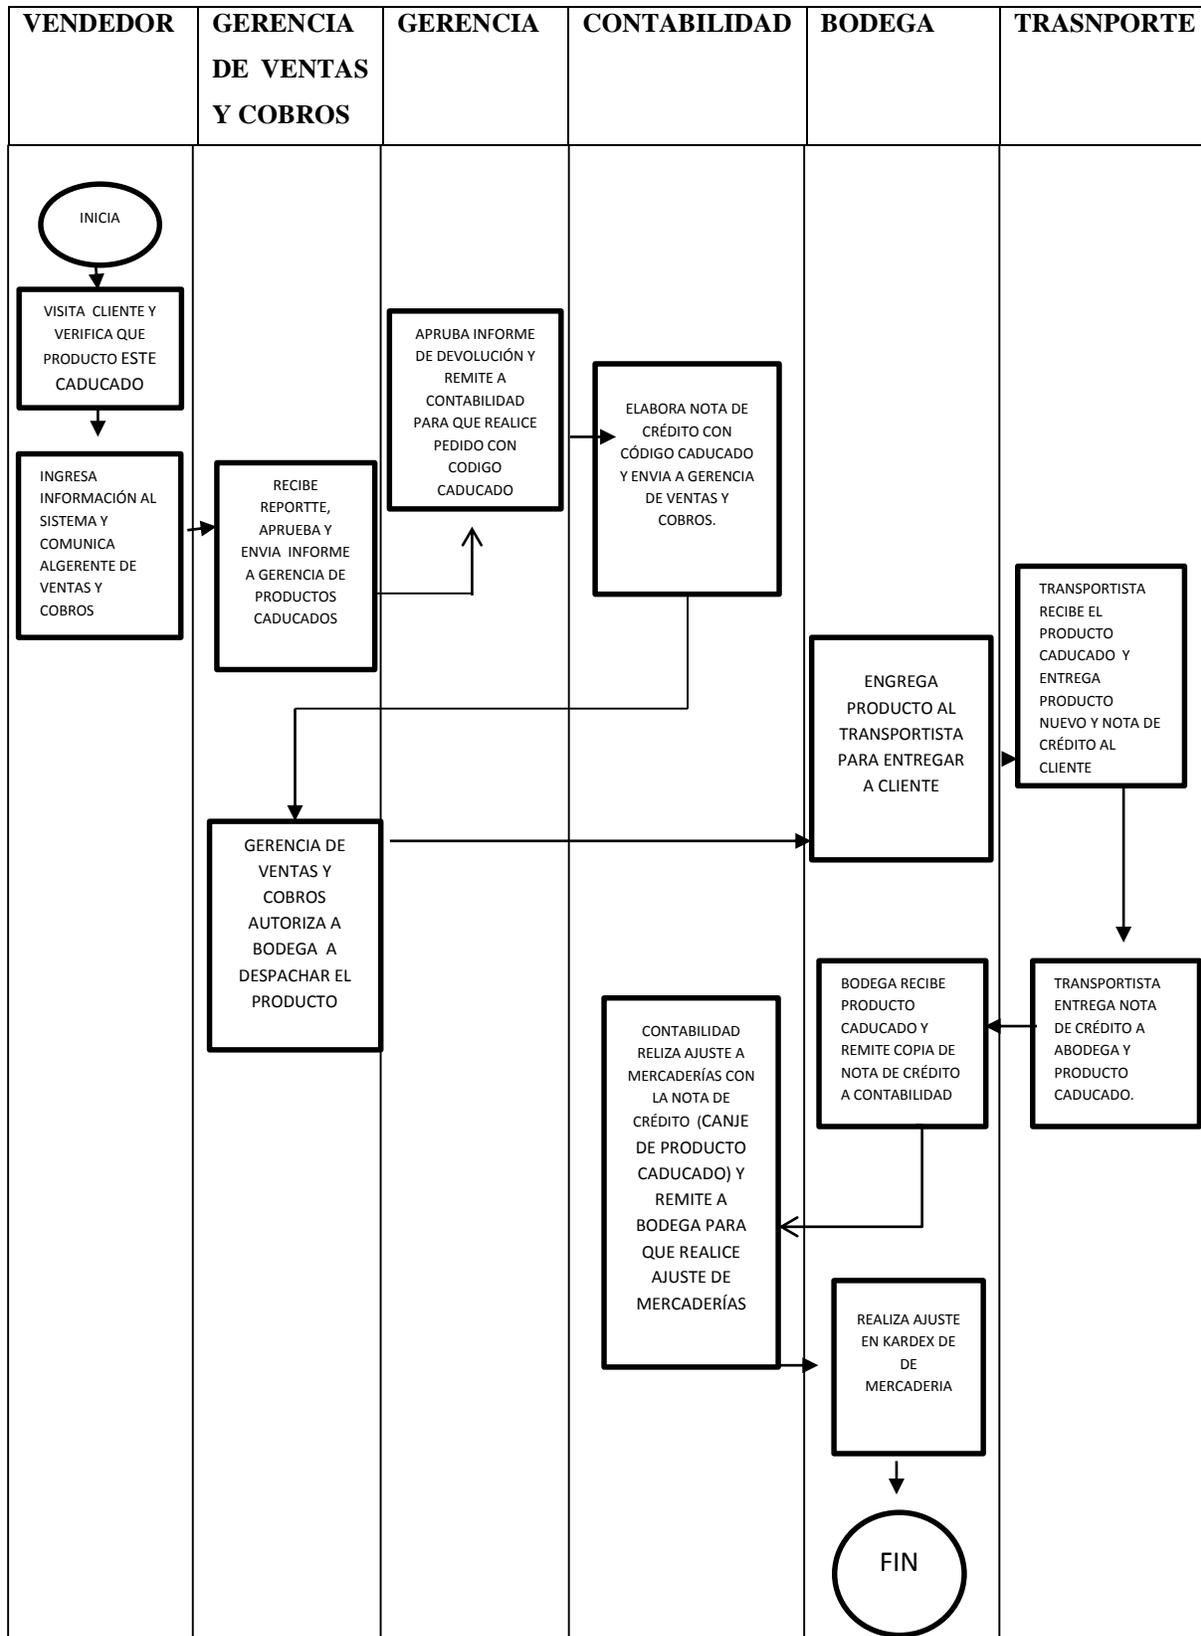 VENDEDOR
GERENCIA
DE VENTAS
Y COBROS
GERENCIA
CONTABILIDAD
BODEGA
TRASNPORTE
INICIA
VISITA CLIENTE Y
VERIFICA QUE
PRODUCTO ESTE
CADUCADO
INGRESA
INFORMACIÓN AL
SISTEMA Y
COMUNICA
ALGERENTE DE
VENTAS Y
COBROS
RECIBE
REPORTTE,
APRUEBA Y
ENVIA INFORME
A GERENCIA DE
PRODUCTOS
CADUCADOS
APRUBA INFORME
DE DEVOLUCIÓN Y
REMITE A
CONTABILIDAD
PARA QUE REALICE
PEDIDO CON
CODIGO
CADUCADO
ELABORA NOTA DE
CRÉDITO CON
CÓDIGO CADUCADO
Y ENVIA A GERENCIA
DE VENTAS Y
COBROS.
GERENCIA DE
VENTAS Y
COBROS
AUTORIZA A
BODEGA A
DESPACHAR EL
PRODUCTO
ENGREGA
PRODUCTO AL
TRANSPORTISTA
PARA ENTREGAR
A CLIENTE
TRANSPORTISTA
RECIBE EL
PRODUCTO
CADUCADO Y
ENTREGA
PRODUCTO
NUEVO Y NOTA DE
CRÉDITO AL
CLIENTE
TRANSPORTISTA
ENTREGA NOTA
DE CRÉDITO A
ABODEGA Y
PRODUCTO
CADUCADO.
BODEGA RECIBE
PRODUCTO
CADUCADO Y
REMITE COPIA DE
NOTA DE CRÉDITO
A CONTABILIDAD
CONTABILIDAD
RELIZA AJUSTE A
MERCADERÍAS CON
LA NOTA DE
CRÉDITO (CANJE
DE PRODUCTO
CADUCADO) Y
REMITE A
BODEGA PARA
QUE REALICE
AJUSTE DE
MERCADERÍAS
REALIZA AJUSTE
EN KARDEX DE
DE
MERCADERIA
FIN